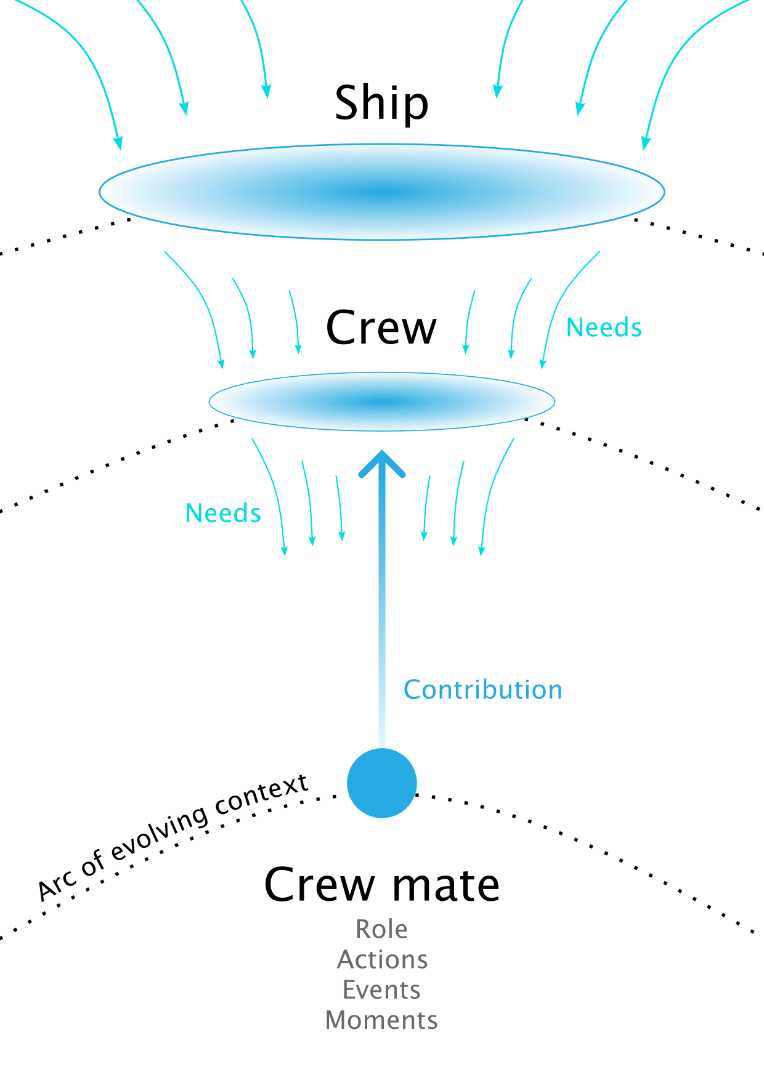 Ship
Crew
Needs
Needs
Contribution
Arc of evolving context
Crew mate
Role
Actions
Events
Moments